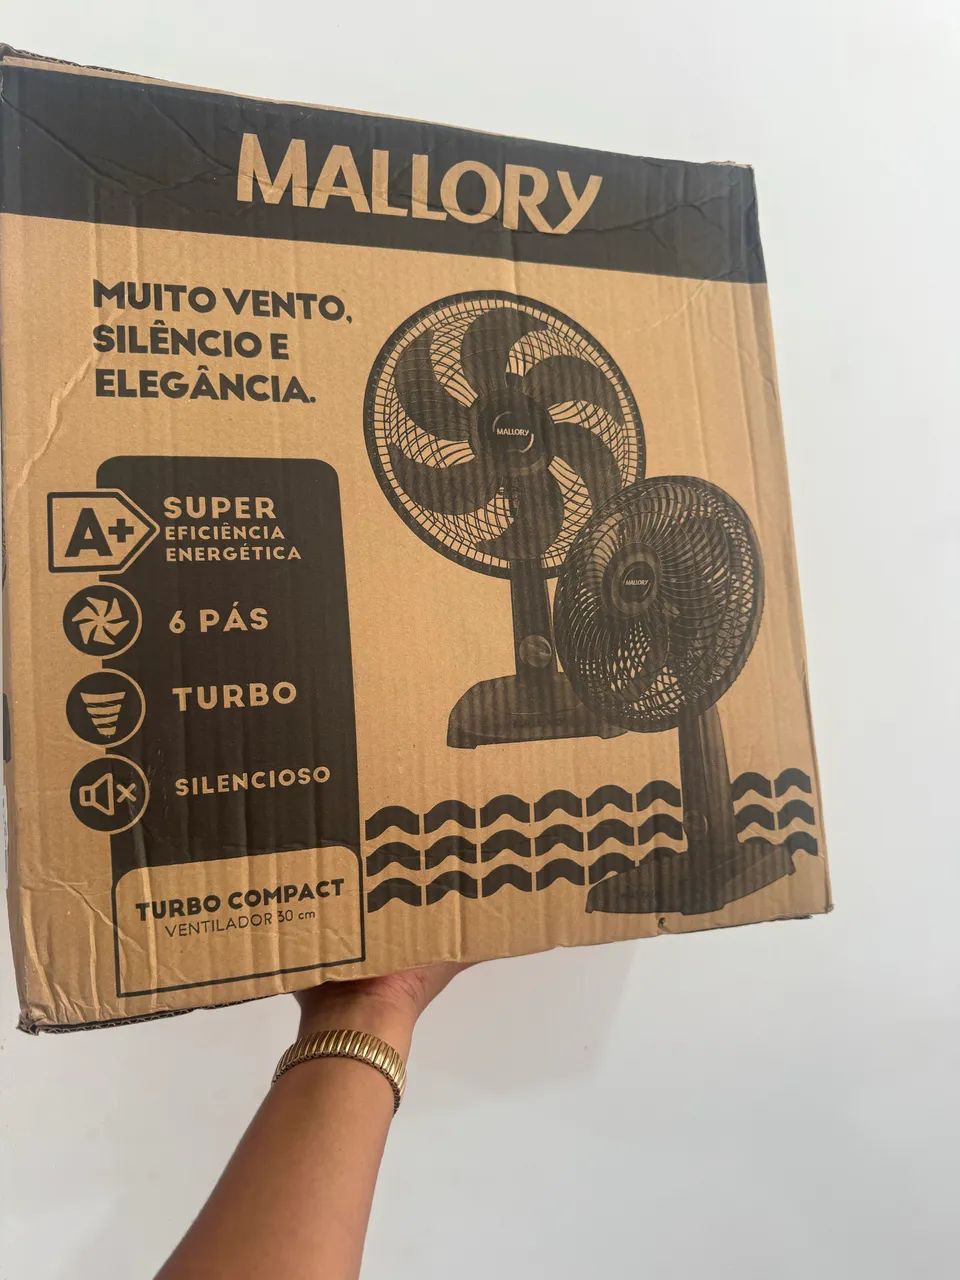 MALLORY
MUITO VENTO,
SILÊNCIO E
ELEGÂNCIA.
MALLORY
MALLORY
A+
SUPER
EFICIÊNCIA
ENERGÉTICA
6 PÁS
TURBO
SILENCIOSO
TURBO COMPACT
VENTILADOR 30 cm